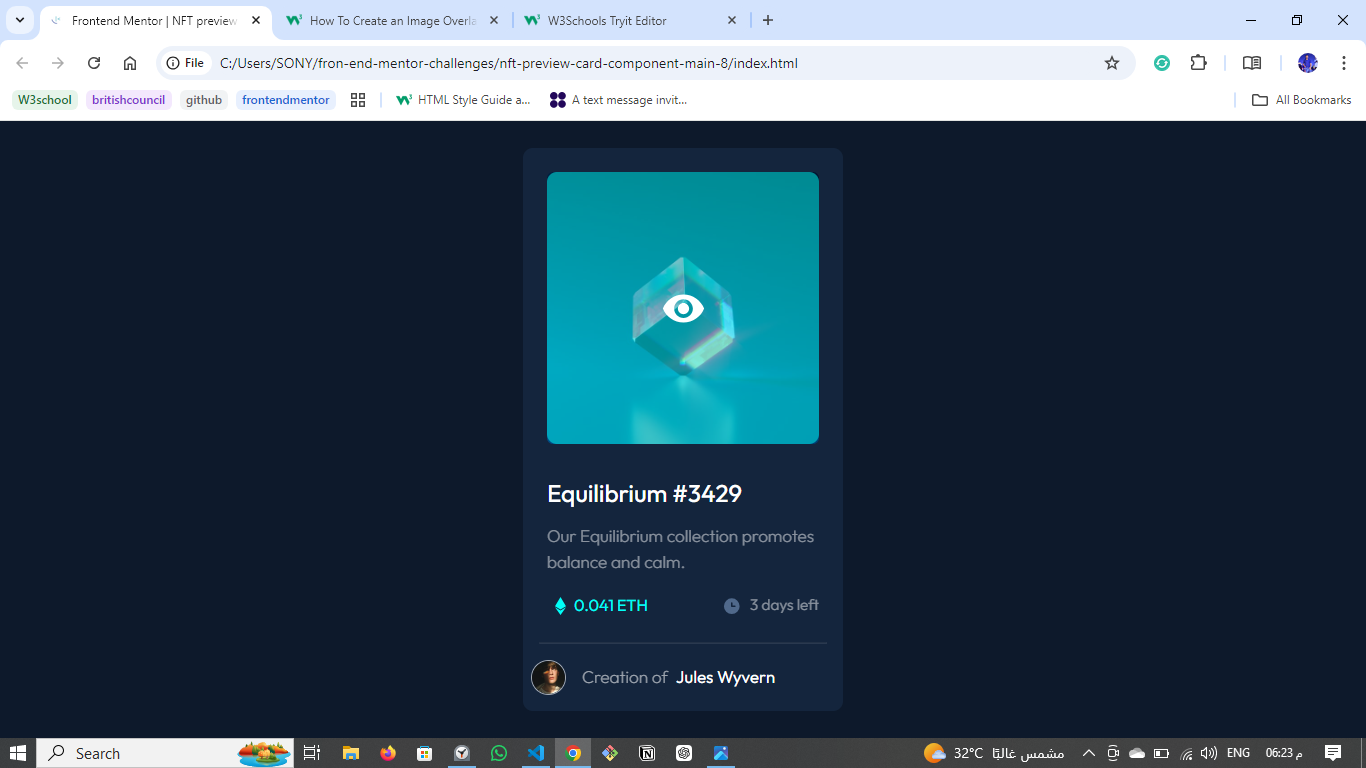 Frontend Mentor | NFT preview
How To Create an Image Overla
W3Schools Tryit Editor
File
C:/Users/SONY/fron-end-mentor-challenges/nft-preview-card-component-main-8/index.html
W3school
britishcouncil
github
frontendmentor
HTML Style Guide a...
A text message invit...
All Bookmarks
Equilibrium #3429
Our Equilibrium collection promotes
balance and calm.
0.041 ETH
3 days left
Creation of Jules Wyvern
Search
32°C مشمس غالبًا
ENG
06:23 م